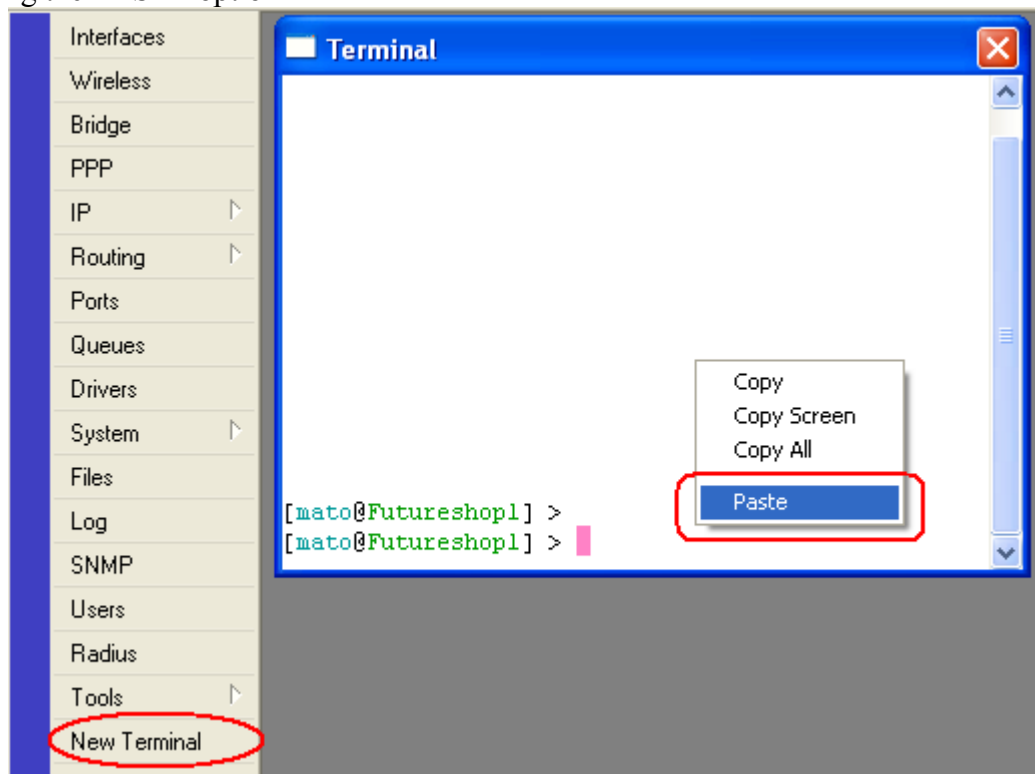 Interfaces
Wireless
Bridge
PPP
IP
Routing
Ports
Queues
Drivers
System
Files
Log
SNMP
Users
Radius
Tools
New Terminal
Terminal
Copy
Copy Screen
Copy All
Paste
[mato@Futureshop1] >
[mato@Futureshop1] >